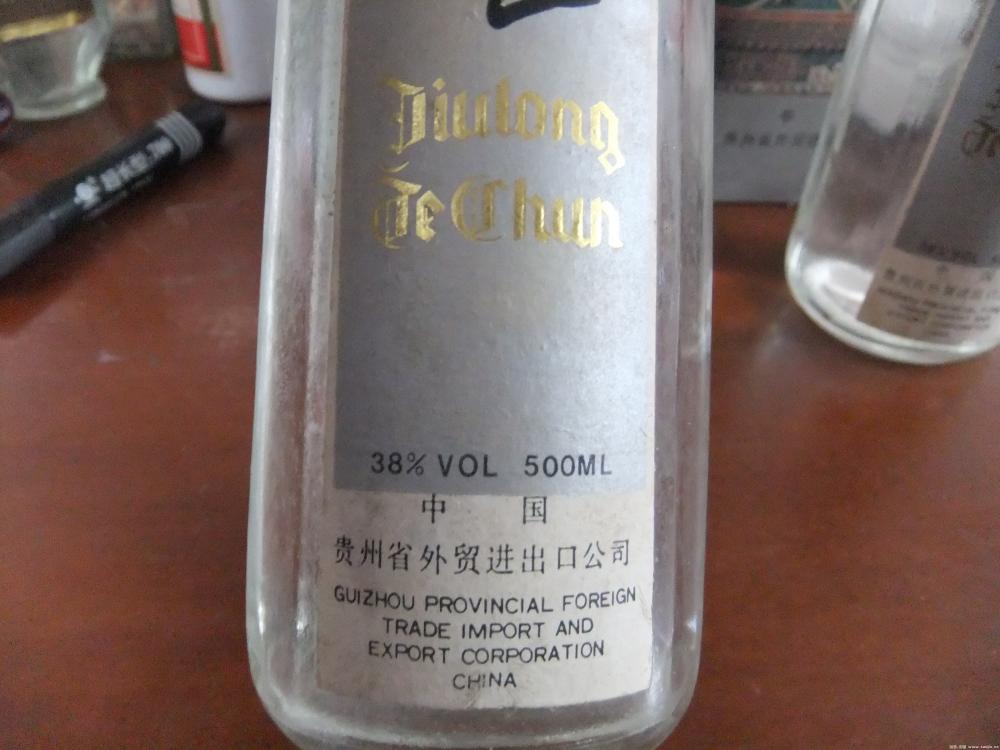 Jiulong
Te Chun
38% VOL 500ML
中 国
贵州省外贸进出口公司
GUIZHOU PROVINCIAL FOREIGN
TRADE IMPORT AND
EXPORT CORPORATION
CHINA